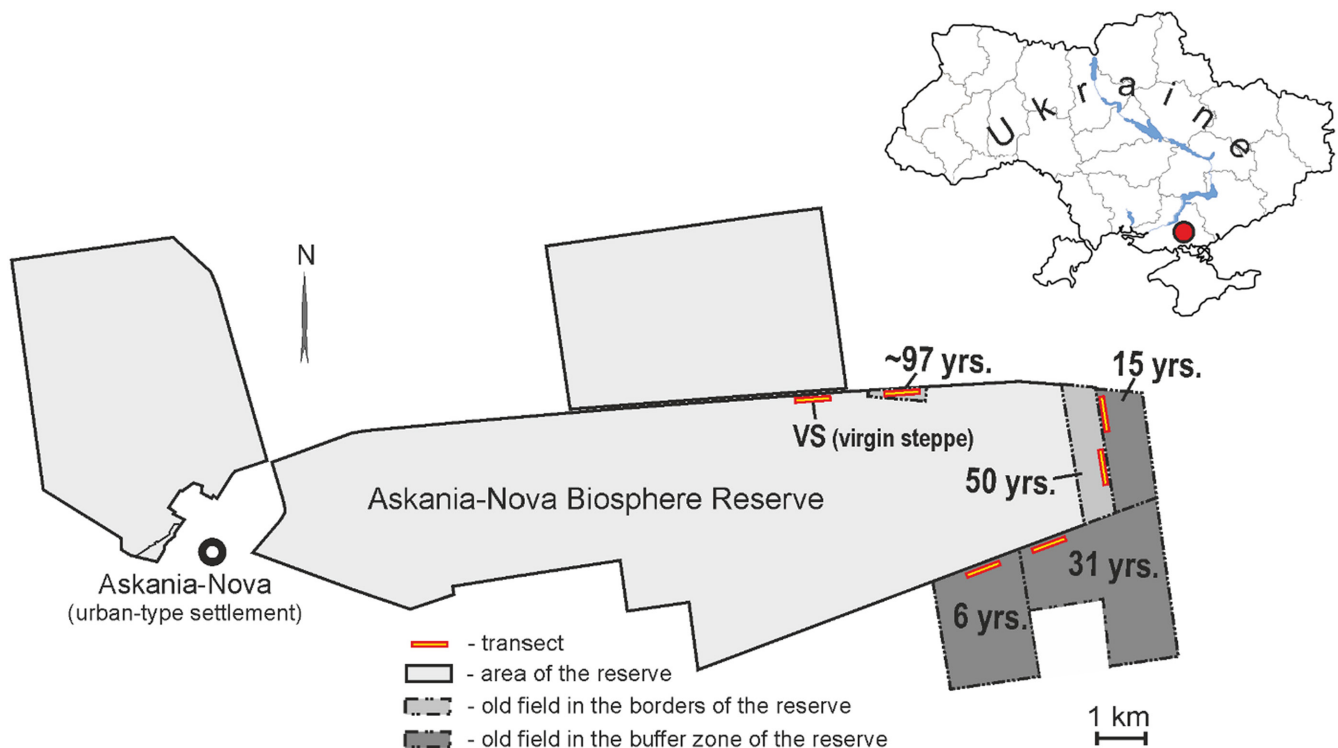 Ukraine
N
~97 yrs.
15 yrs.
VS (virgin steppe)
50 yrs.
Askania-Nova Biosphere Reserve
Askania-Nova
(urban-type settlement)
31 yrs.
6 yrs.
- transect
- area of the reserve
- old field in the borders of the reserve
- old field in the buffer zone of the reserve
1 km